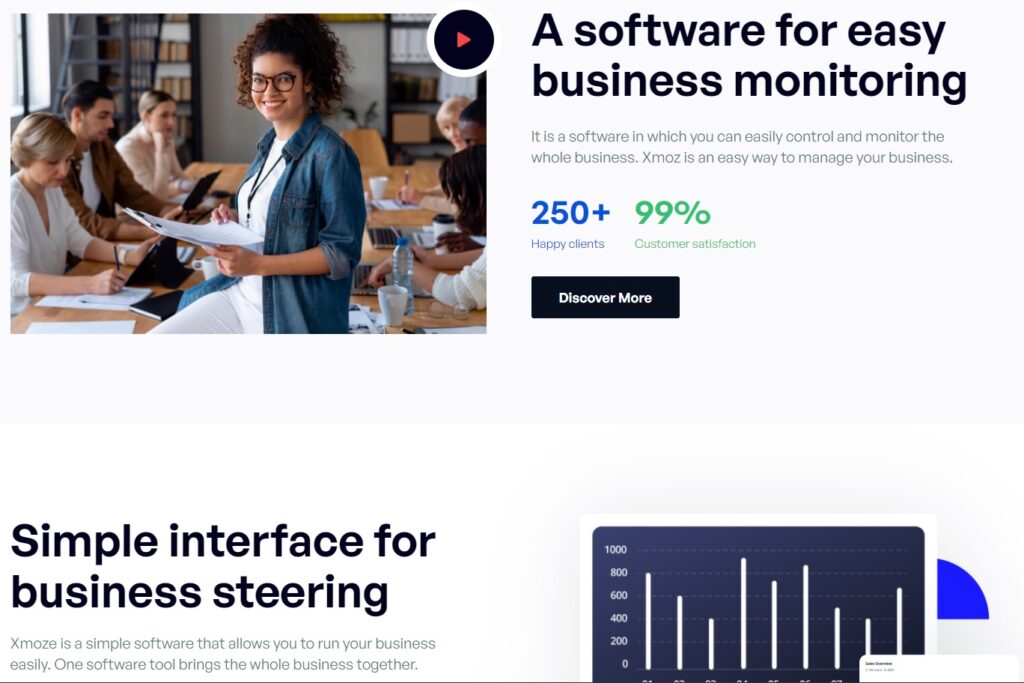 A software for easy
business monitoring
It is a software in which you can easily control and monitor the
whole business. Xmoz is an easy way to manage your business.
250+
99%
Happy clients
Customer satisfaction
Discover More
Simple interface for
business steering
Xmoze is a simple software that allows you to run your business
easily. One software tool brings the whole business together.
1000
800
600
400
200
0
Sales Overview